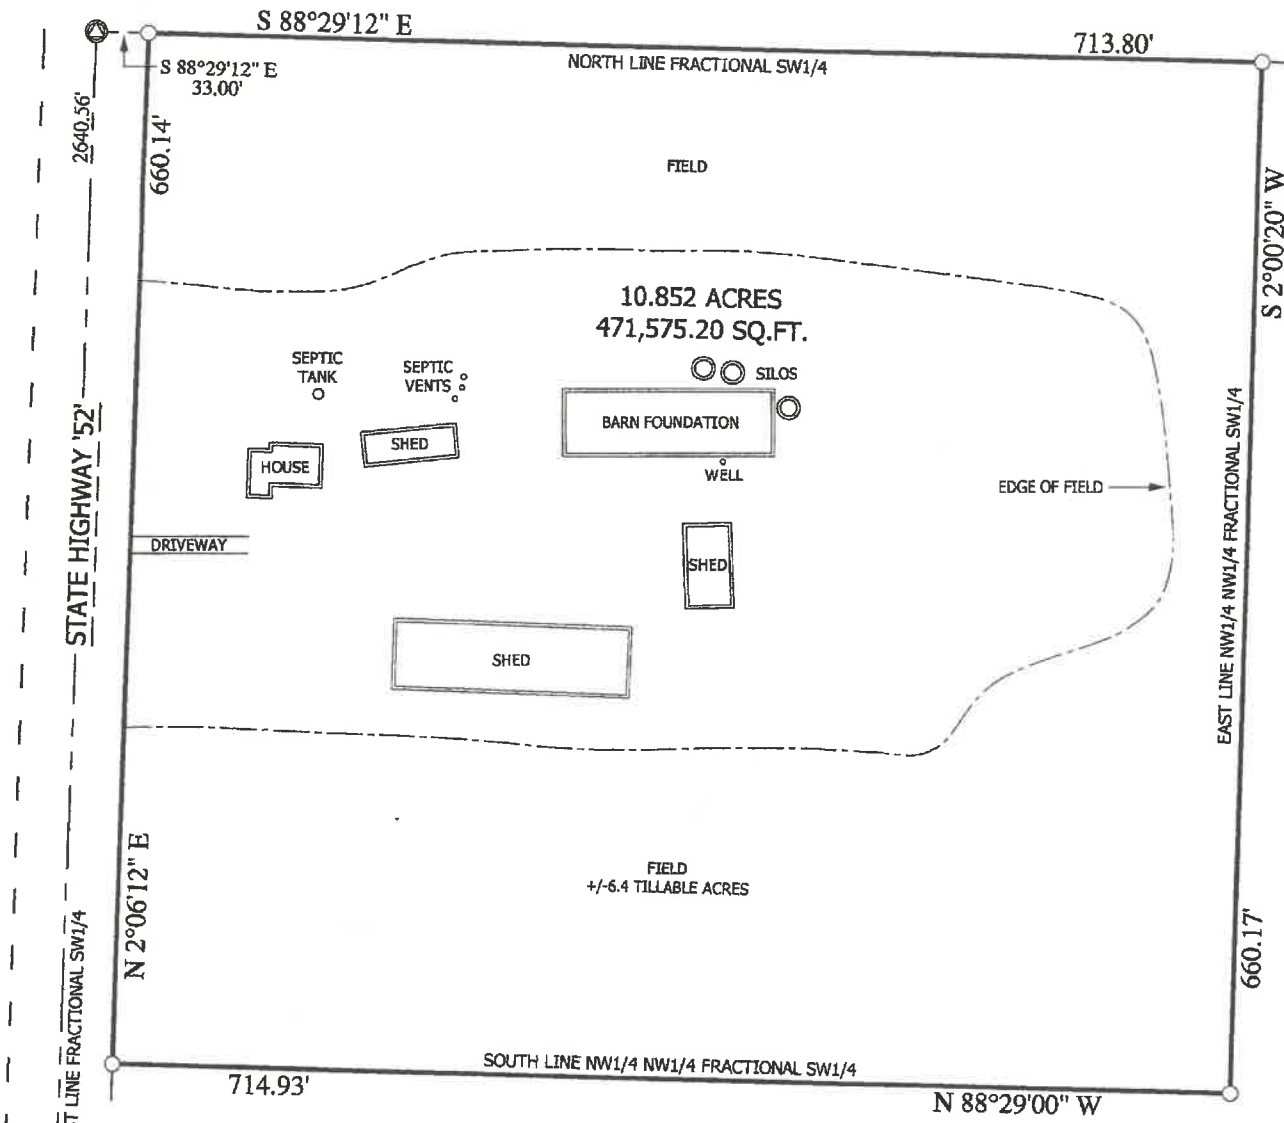 S 88°29'12" E
713.80'
NORTH LINE FRACTIONAL SW1/4
S 88°29'12" E
33.00'
2640.56'
660.14'
FIELD
S 2°00'20" W
10.852 ACRES
471,575.20 SQ.FT.
SEPTIC
TANK
SEPTIC
VENTS
SILOS
BARN FOUNDATION
SHED
HOUSE
WELL
EDGE OF FIELD
EAST LINE NW1/4 NW1/4 FRACTIONAL SW1/4
STATE HIGHWAY '52'
DRIVEWAY
SHED
SHED
FIELD
+/-6.4 TILLABLE ACRES
N 2°06'12" E
LINE FRACTIONAL SW1/4
660.17'
SOUTH LINE NW1/4 NW1/4 FRACTIONAL SW1/4
714.93'
N 88°29'00" W